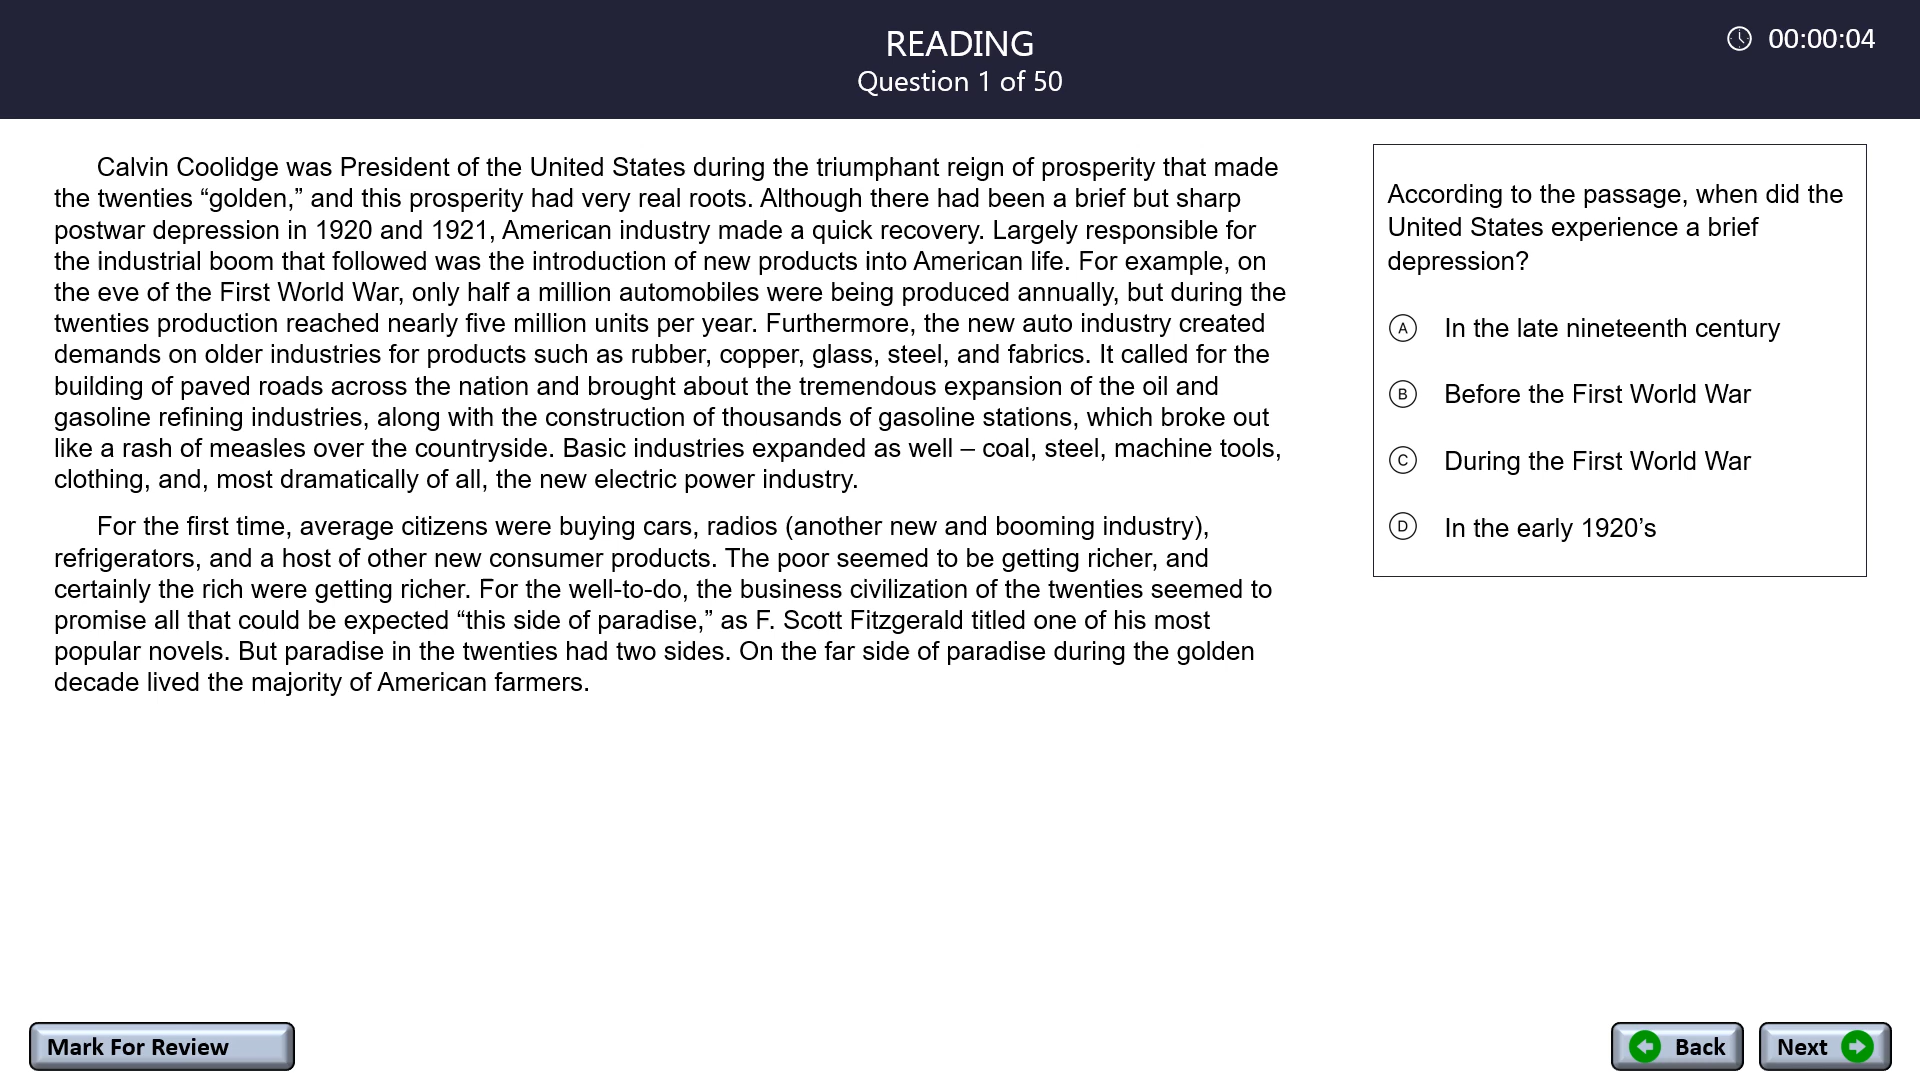 READING
Question 1 of 50
00:00:04
Calvin Coolidge was President of the United States during the triumphant reign of prosperity that made
the twenties “golden,” and this prosperity had very real roots. Although there had been a brief but sharp
postwar depression in 1920 and 1921, American industry made a quick recovery. Largely responsible for
the industrial boom that followed was the introduction of new products into American life. For example, on
the eve of the First World War, only half a million automobiles were being produced annually, but during the
twenties production reached nearly five million units per year. Furthermore, the new auto industry created
demands on older industries for products such as rubber, copper, glass, steel, and fabrics. It called for the
building of paved roads across the nation and brought about the tremendous expansion of the oil and
gasoline refining industries, along with the construction of thousands of gasoline stations, which broke out
like a rash of measles over the countryside. Basic industries expanded as well – coal, steel, machine tools,
clothing, and, most dramatically of all, the new electric power industry.
For the first time, average citizens were buying cars, radios (another new and booming industry),
refrigerators, and a host of other new consumer products. The poor seemed to be getting richer, and
certainly the rich were getting richer. For the well-to-do, the business civilization of the twenties seemed to
promise all that could be expected “this side of paradise,” as F. Scott Fitzgerald titled one of his most
popular novels. But paradise in the twenties had two sides. On the far side of paradise during the golden
decade lived the majority of American farmers.
According to the passage, when did the
United States experience a brief
depression?
A In the late nineteenth century
B Before the First World War
C During the First World War
D In the early 1920’s
Mark For Review
Back
Next